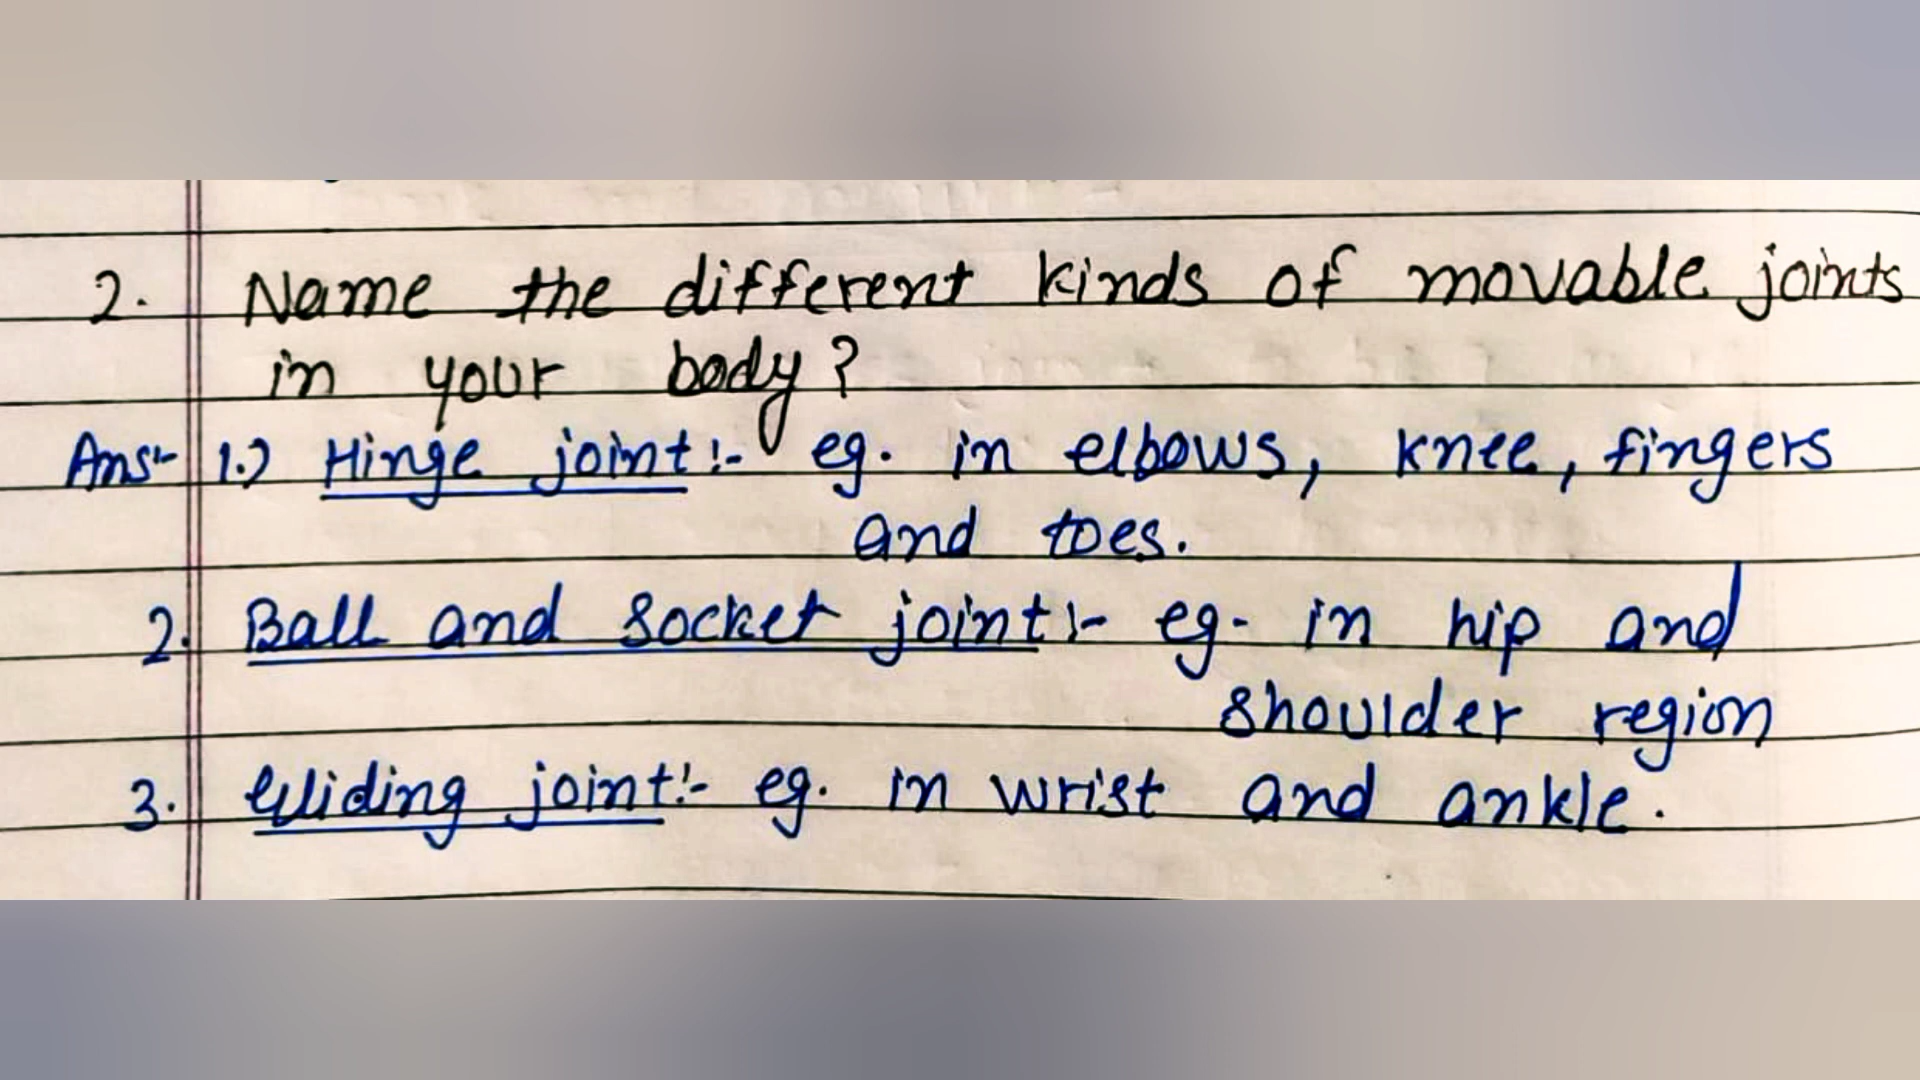 2. Name the different kinds of movable joints
in your body?
Ans:- 1.) Hinge joint:- eg. in elbows, knee, fingers
and toes.
2. Ball and socket joint:- eg. in hip and
shoulder region
3. Gliding joint:- eg. in wrist and ankle.